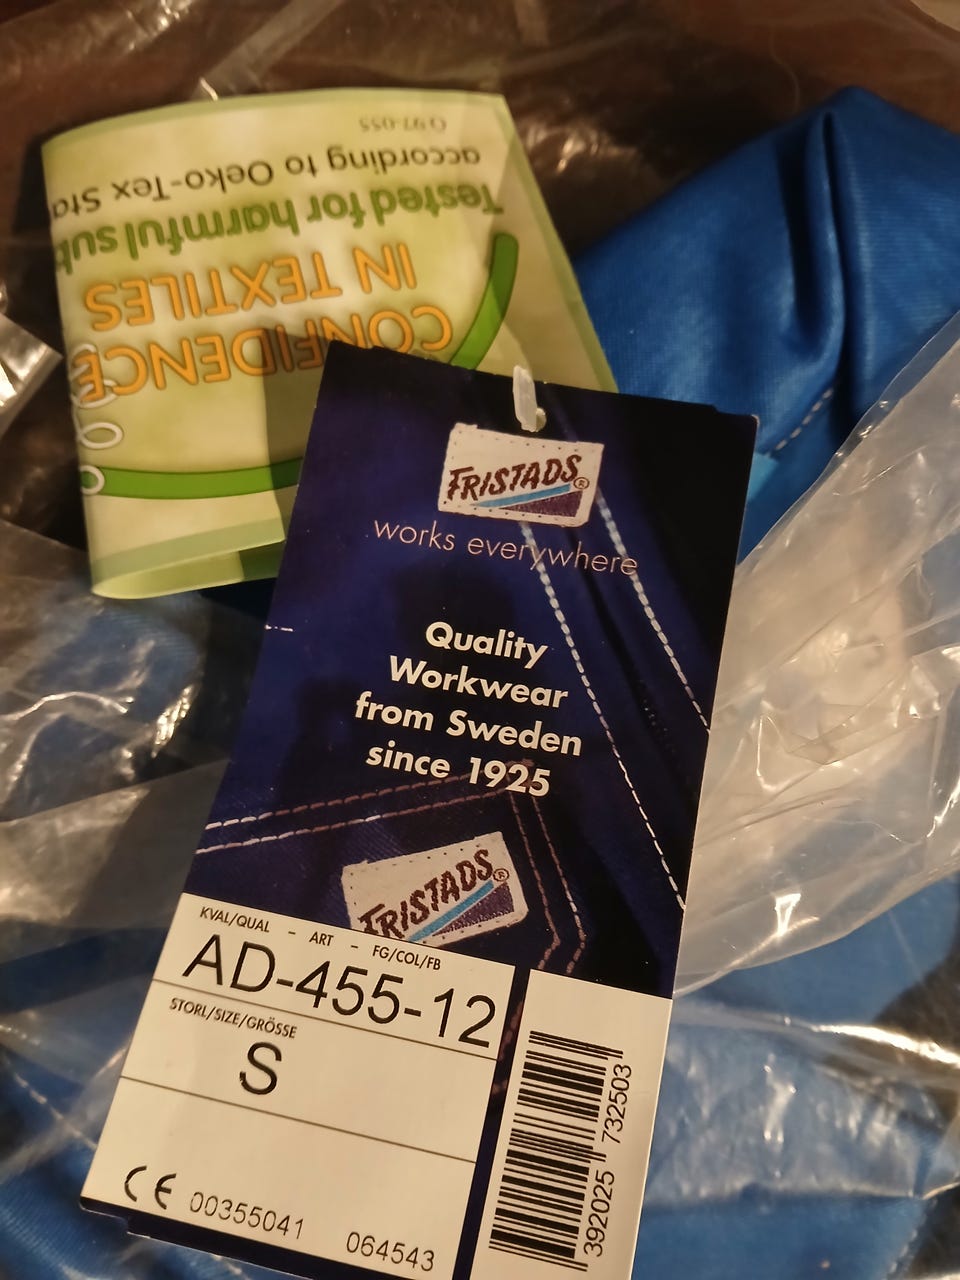 O 97-055
according to Oeko-Tex Sta
Tested for harmful sub
IN TEXTILES
CONFIDENCE
FRISTADS®
works everywhere
Quality
Workwear
from Sweden
since 1925
FRISTADS®
KVAL/QUAL - ART - FG/COL/FB
AD-455-12
STORL/SIZE/GRÖSSE
S
CE 00355041 064543
392025 732503